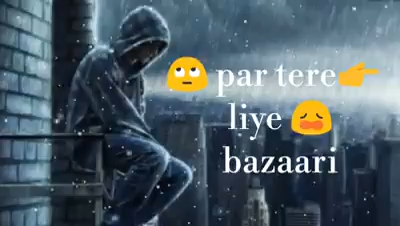 🙄 par tere👉
liye 😩
bazaari